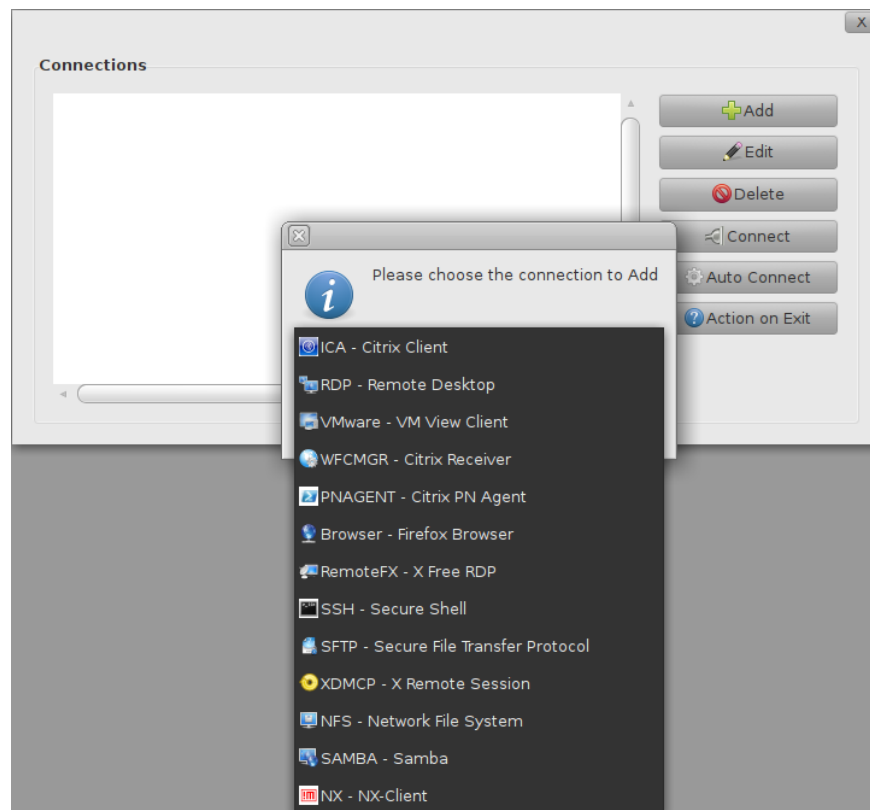 X
Connections
Add
Edit
Delete
Connect
Please choose the connection to Add
Auto Connect
Action on Exit
ICA - Citrix Client
RDP - Remote Desktop
VMware - VM View Client
WFCMGR - Citrix Receiver
PNAGENT - Citrix PN Agent
Browser - Firefox Browser
RemoteFX - X Free RDP
SSH - Secure Shell
SFTP - Secure File Transfer Protocol
XDMCP - X Remote Session
NFS - Network File System
SAMBA - Samba
NX - NX-Client